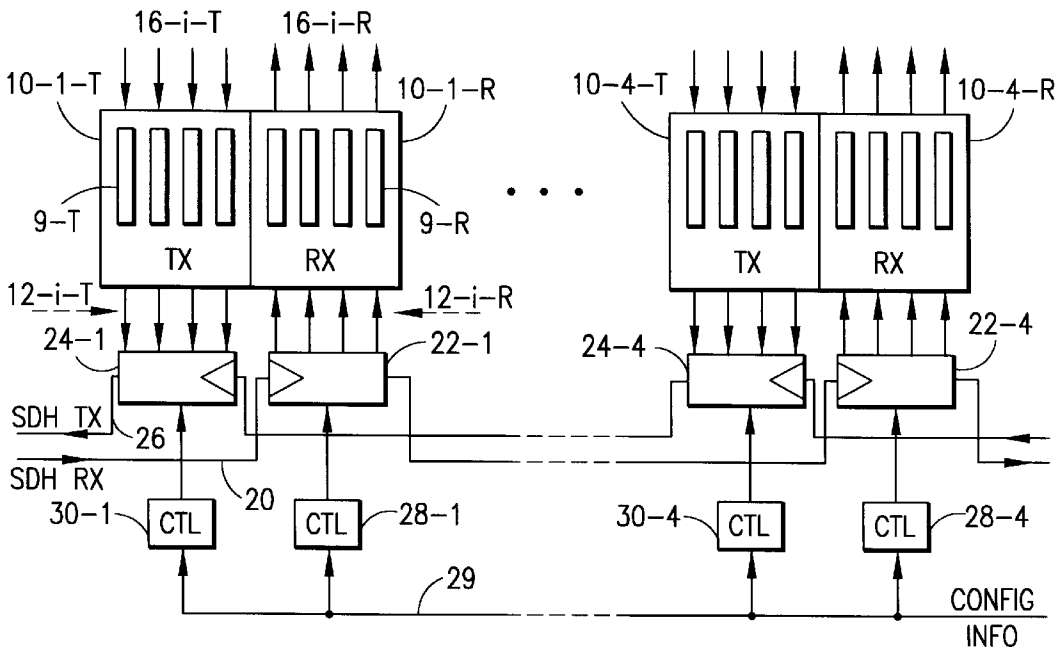 16-i-T
16-i-R
10-1-T
10-1-R
10-4-T
10-4-R
9-T
9-R
TX
RX
TX
RX
12-i-T
12-i-R
24-1
22-1
24-4
22-4
SDH TX
26
SDH RX
20
30-1
CTL
CTL
28-1
30-4
CTL
CTL
28-4
29
CONFIG
INFO